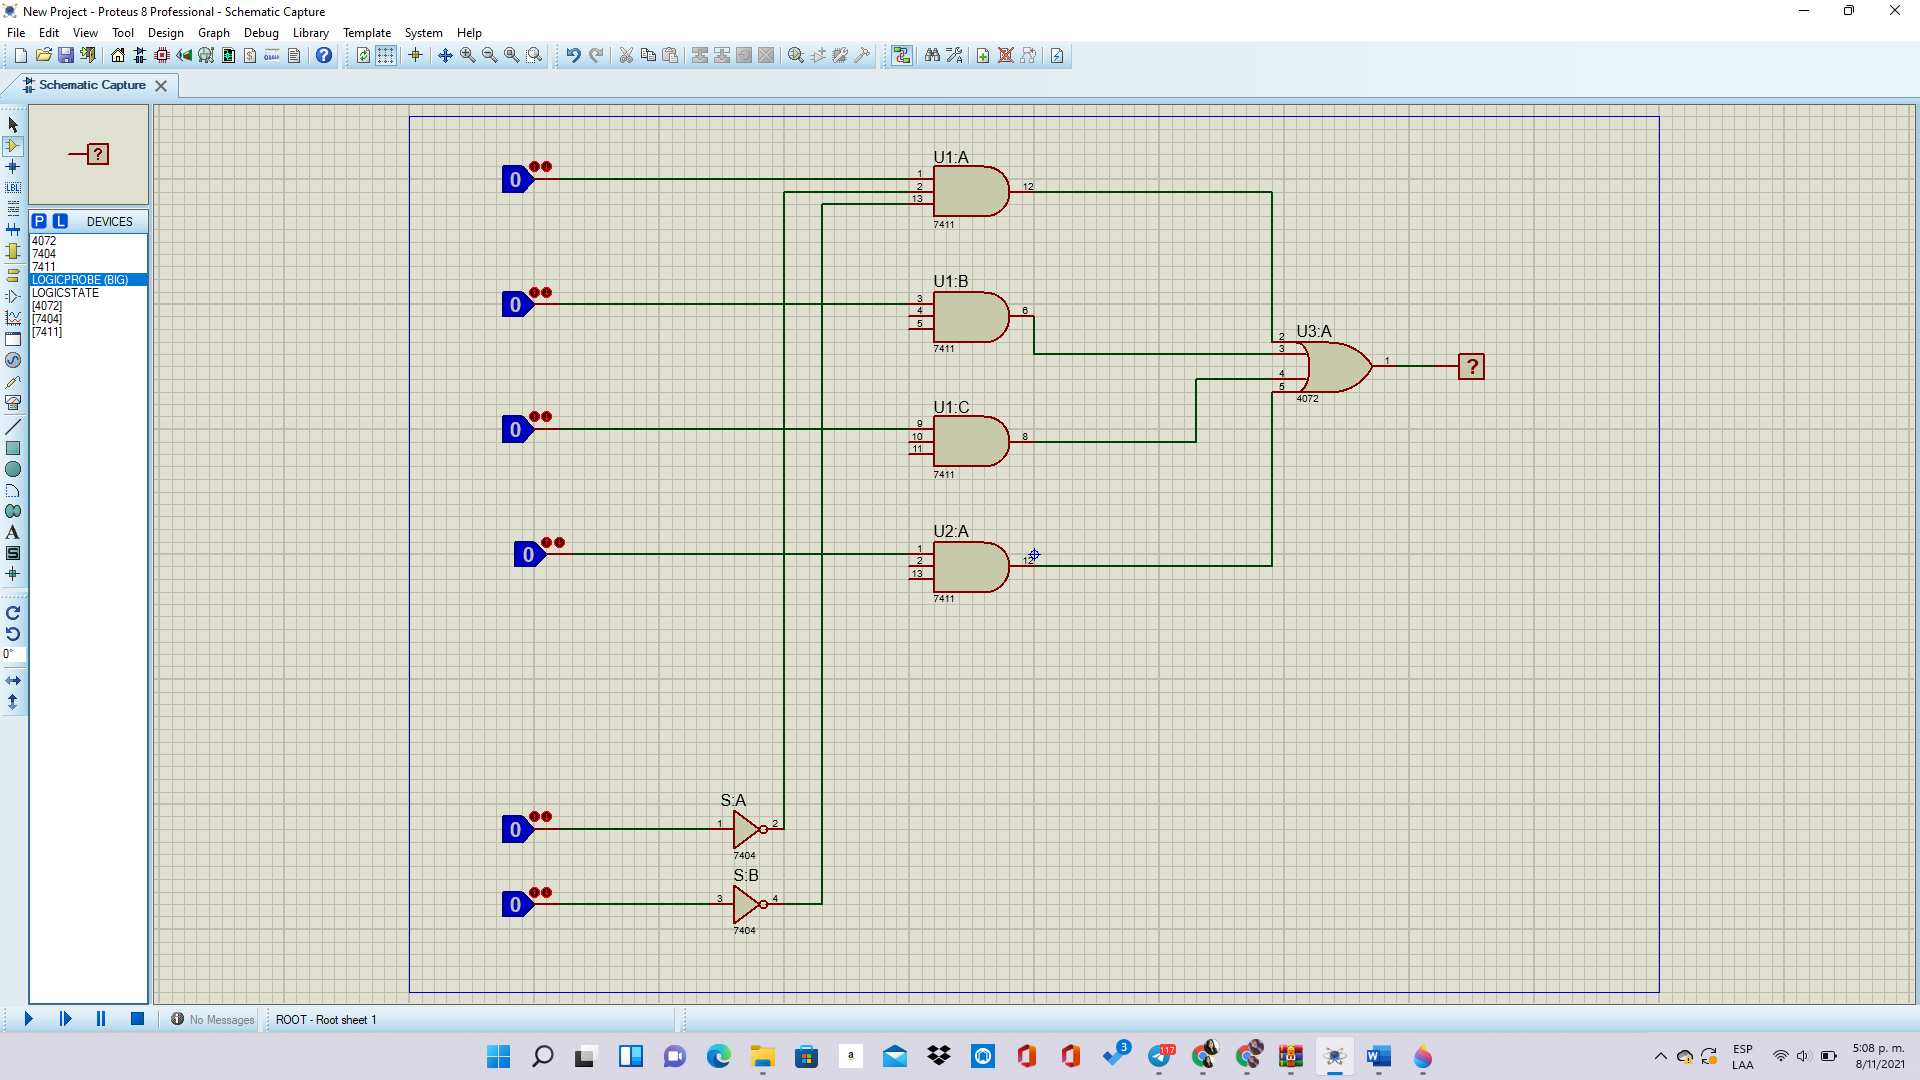 New Project - Proteus 8 Professional - Schematic Capture
File Edit View Tool Design Graph Debug Library Template System Help
Schematic Capture
?
P L DEVICES
4072
7404
7411
LOGICPROBE (BIG)
LOGICSTATE
[4072]
[7404]
[7411]
LBL
A
S
0°
0
U1:A
1
2
13
12
7411
0
U1:B
3
4
5
6
7411
U3:A
2
3
4
5
1
4072
?
0
U1:C
9
10
11
8
7411
0
U2:A
1
2
13
12
7411
0
S:A
1
2
7404
0
S:B
3
4
7404
No Messages
ROOT - Root sheet 1
a
3
117
W
ESP
LAA
5:08 p. m.
8/11/2021